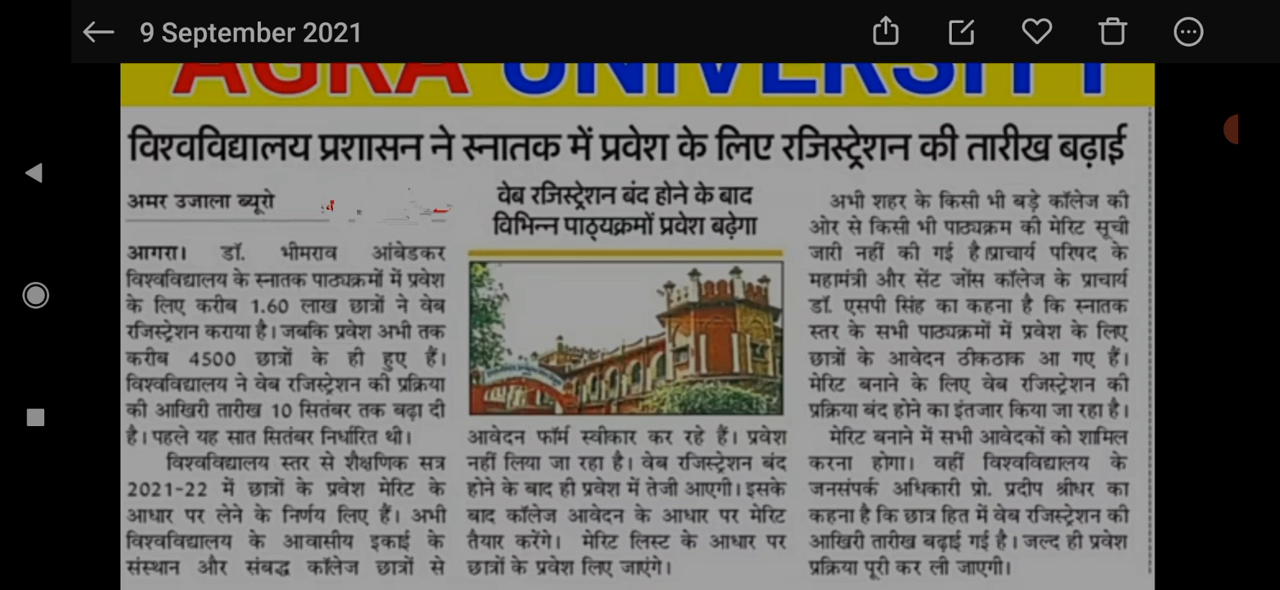 9 September 2021
AGRA UNIVERSITY
विश्वविद्यालय प्रशासन ने स्नातक में प्रवेश के लिए रजिस्ट्रेशन की तारीख बढ़ाई
अमर उजाला ब्यूरो
आगरा। डॉ. भीमराव आंबेडकर
विश्वविद्यालय के स्नातक पाठ्यक्रमों में प्रवेश
के लिए करीब 1.60 लाख छात्रों ने वेब
रजिस्ट्रेशन कराया है। जबकि प्रवेश अभी तक
करीब 4500 छात्रों के ही हुए हैं।
विश्वविद्यालय ने वेब रजिस्ट्रेशन की प्रक्रिया
की आखिरी तारीख 10 सितंबर तक बढ़ा दी
है। पहले यह सात सितंबर निर्धारित थी।
विश्वविद्यालय स्तर से शैक्षणिक सत्र
2021-22 में छात्रों के प्रवेश मेरिट के
आधार पर लेने के निर्णय लिए हैं। अभी
विश्वविद्यालय के आवासीय इकाई के
संस्थान और संबद्ध कॉलेज छात्रों से
वेब रजिस्ट्रेशन बंद होने के बाद
विभिन्न पाठ्यक्रमों प्रवेश बढ़ेगा
आवेदन फॉर्म स्वीकार कर रहे हैं। प्रवेश
नहीं लिया जा रहा है। वेब रजिस्ट्रेशन बंद
होने के बाद ही प्रवेश में तेजी आएगी। इसके
बाद कॉलेज आवेदन के आधार पर मेरिट
तैयार करेंगे। मेरिट लिस्ट के आधार पर
छात्रों के प्रवेश लिए जाएंगे।
अभी शहर के किसी भी बड़े कॉलेज की
ओर से किसी भी पाठ्यक्रम की मेरिट सूची
जारी नहीं की गई है।प्राचार्य परिषद के
महामंत्री और सेंट जोंस कॉलेज के प्राचार्य
डॉ. एसपी सिंह का कहना है कि स्नातक
स्तर के सभी पाठ्यक्रमों में प्रवेश के लिए
छात्रों के आवेदन ठीकठाक आ गए हैं।
मेरिट बनाने के लिए वेब रजिस्ट्रेशन की
प्रक्रिया बंद होने का इंतजार किया जा रहा है।
मेरिट बनाने में सभी आवेदकों को शामिल
करना होगा। वहीं विश्वविद्यालय के
जनसंपर्क अधिकारी प्रो. प्रदीप श्रीधर का
कहना है कि छात्र हित में वेब रजिस्ट्रेशन की
आखिरी तारीख बढ़ाई गई है। जल्द ही प्रवेश
प्रक्रिया पूरी कर ली जाएगी।